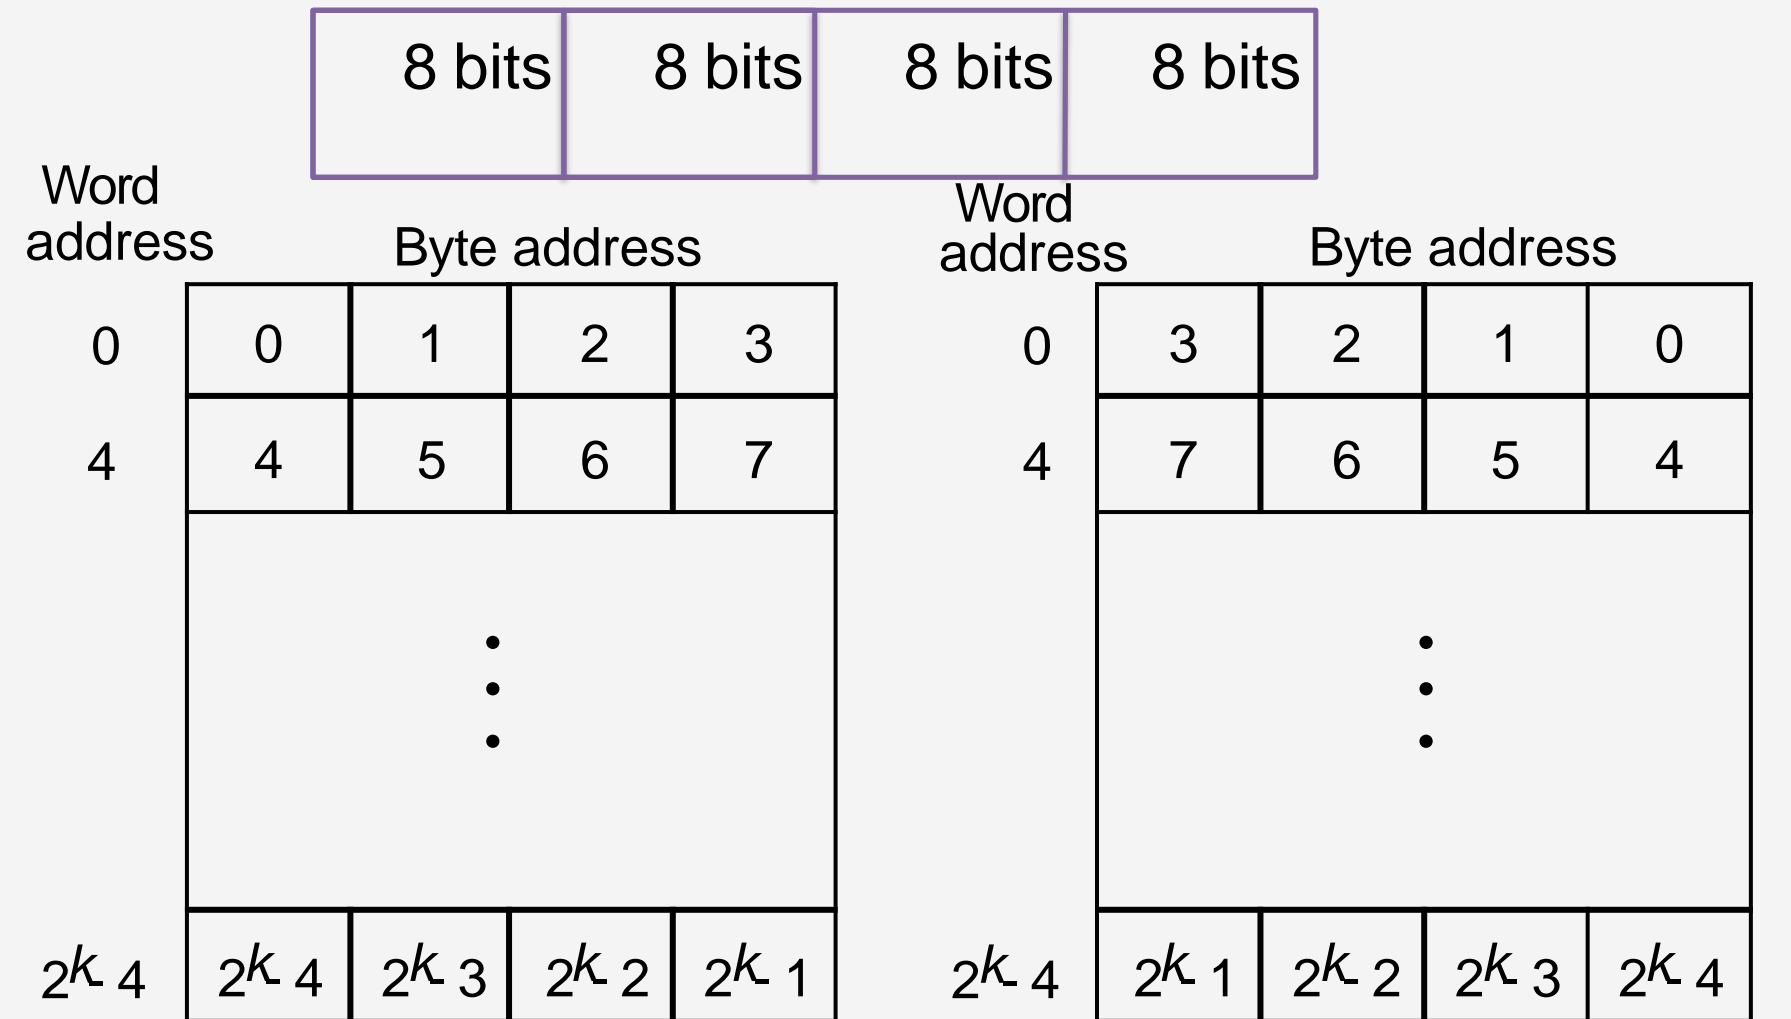 8 bits 8 bits 8 bits 8 bits
Word
address
Byte address
0 0 1 2 3
4 4 5 6 7
2k- 4 2k- 4 2k- 3 2k- 2 2k- 1
Word
address
Byte address
0 3 2 1 0
4 7 6 5 4
2k- 4 2k- 1 2k- 2 2k- 3 2k- 4